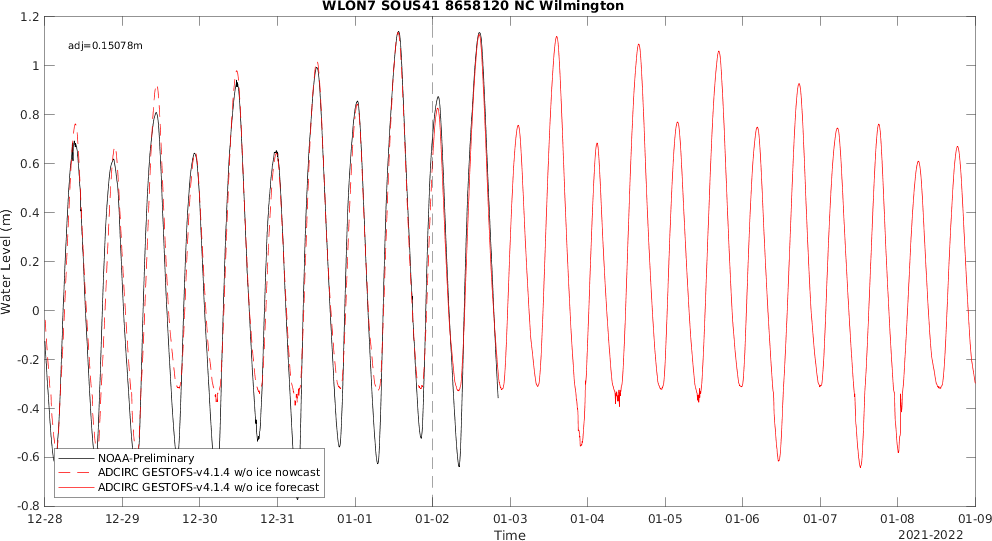 WLON7 SOUS41 8658120 NC Wilmington
adj=0.15078m
1.2
1
0.8
0.6
0.4
0.2
0
-0.2
-0.4
-0.6
-0.8
Water Level (m)
NOAA-Preliminary
ADCIRC GESTOFS-v4.1.4 w/o ice nowcast
ADCIRC GESTOFS-v4.1.4 w/o ice forecast
12-28 12-29 12-30 12-31 01-01 01-02 01-03 01-04 01-05 01-06 01-07 01-08 01-09
Time
2021-2022